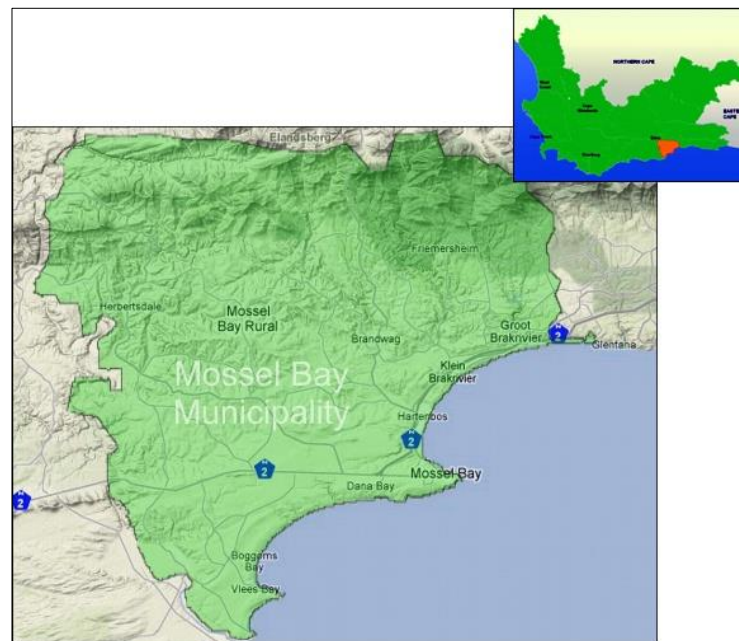 NORTHERN CAPE
EASTERN
CAPE
Elandsberg
Friemersheim
Herbertsdale
Mossel
Bay Rural
Brandwag
Groot
Brakrivier
2
Glentana
Klein
Brakrivier
Mossel Bay
Municipality
Hartenbos
2
2
Mossel Bay
Dana Bay
2
Boggoms
Bay
Vlees Bay